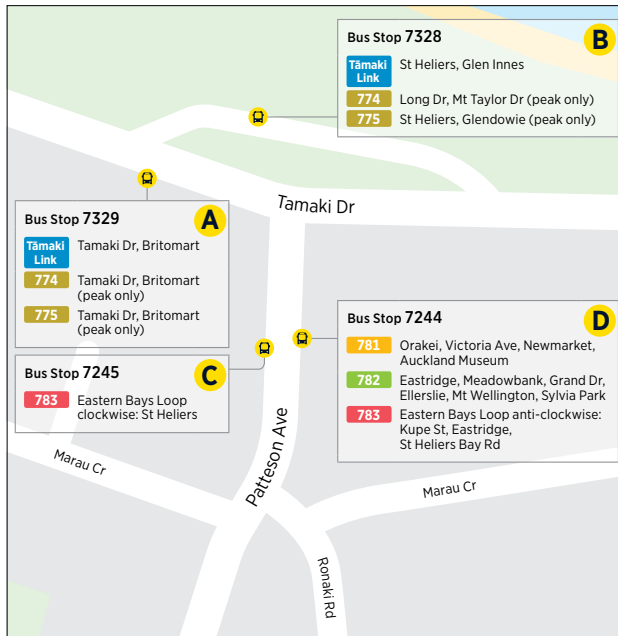 Bus Stop 7328
B
Tāmaki Link
St Heliers, Glen Innes
774
Long Dr, Mt Taylor Dr (peak only)
775
St Heliers, Glendowie (peak only)
Tamaki Dr
Bus Stop 7329
A
Tāmaki Link
Tamaki Dr, Britomart
774
Tamaki Dr, Britomart
(peak only)
775
Tamaki Dr, Britomart
(peak only)
Bus Stop 7245
C
783
Eastern Bays Loop
clockwise: St Heliers
Bus Stop 7244
D
781
Orakei, Victoria Ave, Newmarket,
Auckland Museum
782
Eastridge, Meadowbank, Grand Dr,
Ellerslie, Mt Wellington, Sylvia Park
783
Eastern Bays Loop anti-clockwise:
Kupe St, Eastridge,
St Heliers Bay Rd
Patteson Ave
Marau Cr
Marau Cr
Ronaki Rd